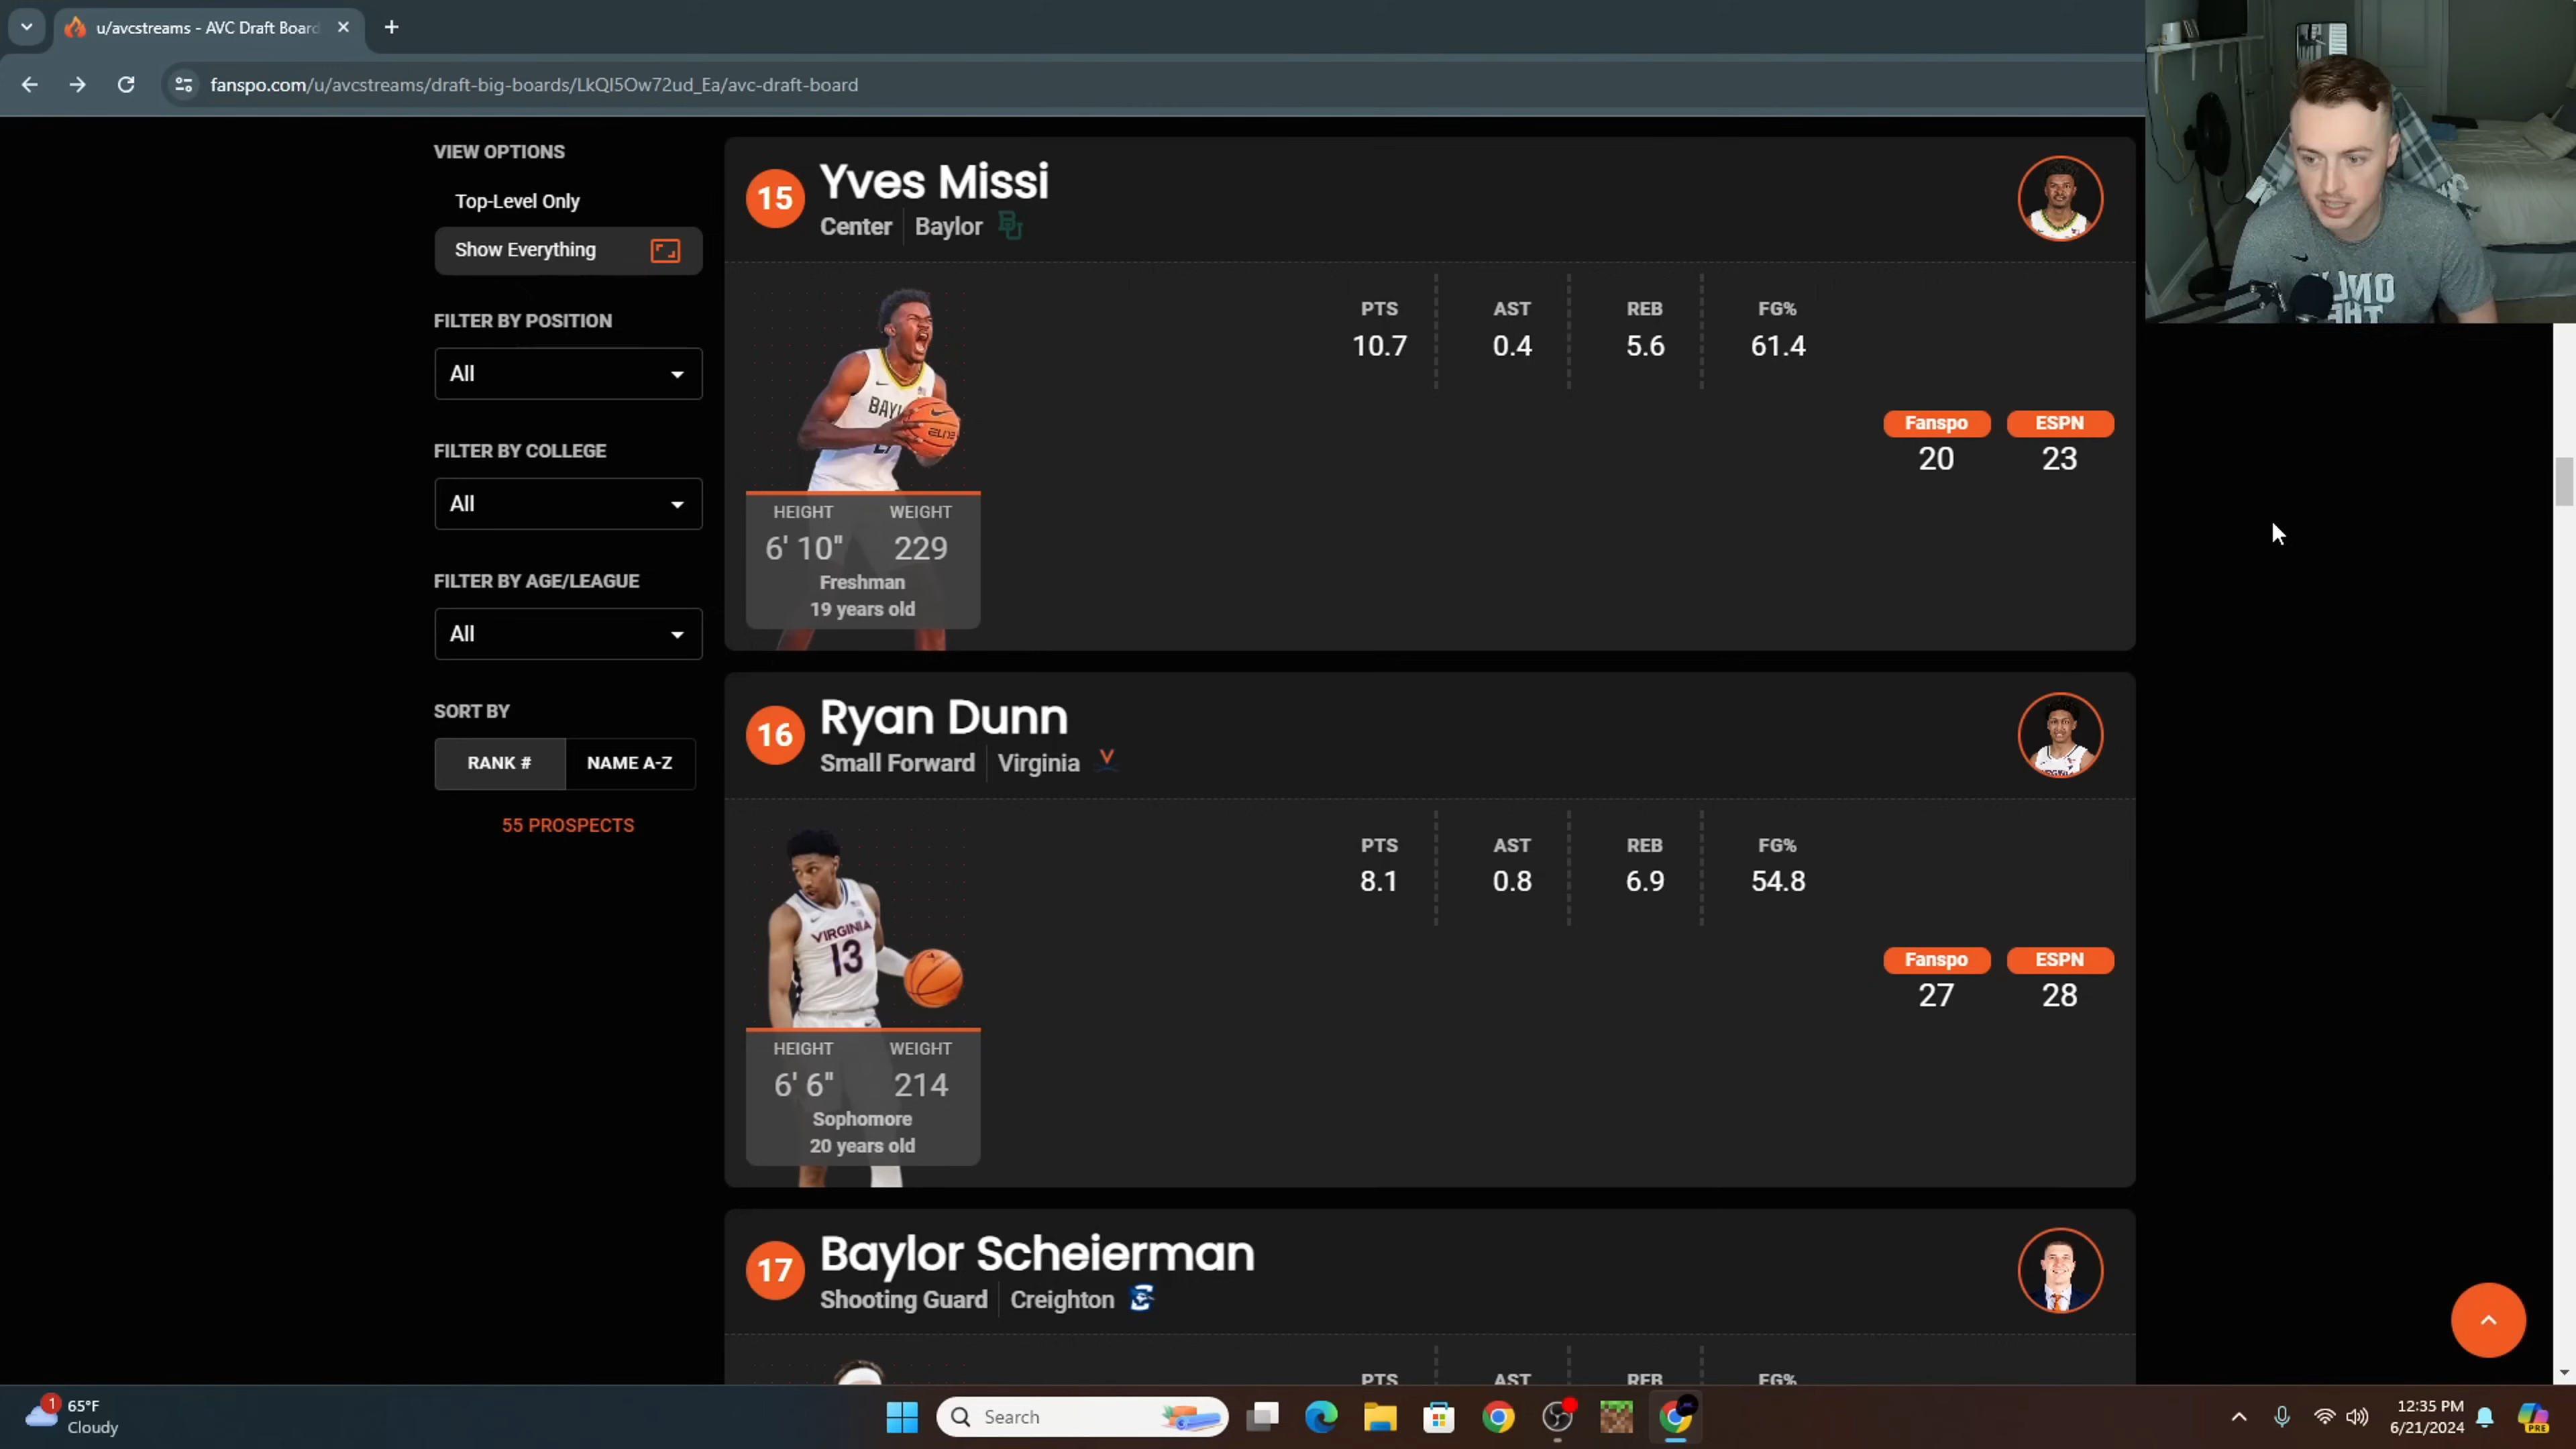 u/avcstreams - AVC Draft Board
fanspo.com/u/avcstreams/draft-big-boards/LkQI5Ow72ud_Ea/avc-draft-board
VIEW OPTIONS
Top-Level Only
Show Everything
FILTER BY POSITION
All
FILTER BY COLLEGE
All
FILTER BY AGE/LEAGUE
All
SORT BY
RANK #
NAME A-Z
55 PROSPECTS
15
Yves Missi
Center
Baylor
PTS AST REB FG%
10.7 0.4 5.6 61.4
Fanspo ESPN
20 23
HEIGHT WEIGHT
6' 10" 229
Freshman
19 years old
16
Ryan Dunn
Small Forward
Virginia
PTS AST REB FG%
8.1 0.8 6.9 54.8
Fanspo ESPN
27 28
VIRGINIA
13
HEIGHT WEIGHT
6' 6" 214
Sophomore
20 years old
17
Baylor Scheierman
Shooting Guard
Creighton
PTS AST REB FG%
1
65°F
Cloudy
Search
12:35 PM
6/21/2024
PRE